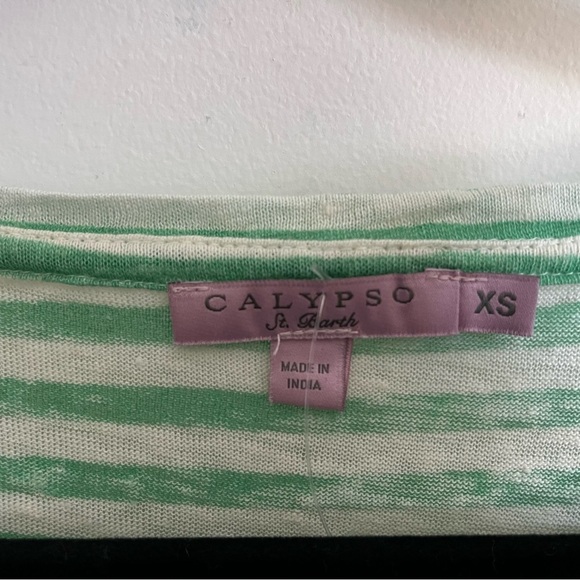 CALYPSO
St. Barth
XS
MADE IN
INDIA